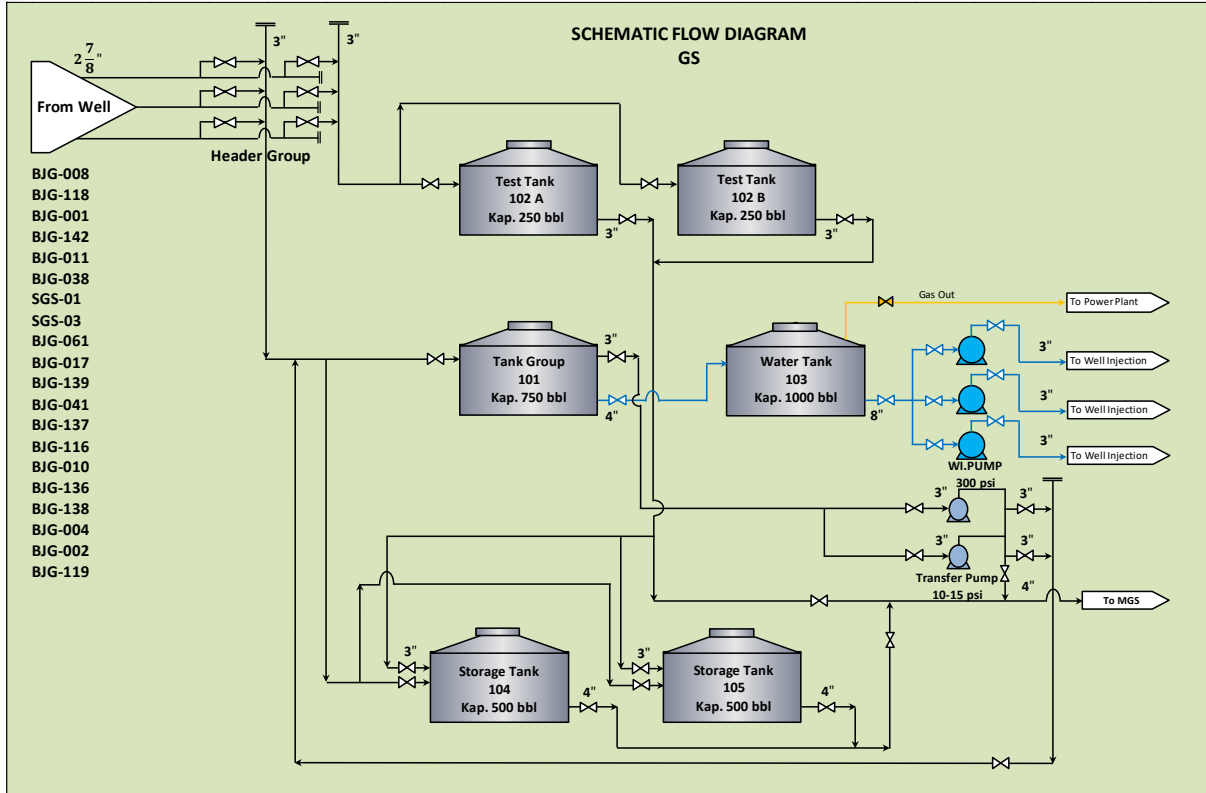 SCHEMATIC FLOW DIAGRAM
GS
2 7/8"
3"
3"
From Well
Header Group
BJG-008
BJG-118
BJG-001
BJG-142
BJG-011
BJG-038
SGS-01
SGS-03
BJG-061
BJG-017
BJG-139
BJG-041
BJG-137
BJG-116
BJG-010
BJG-136
BJG-138
BJG-004
BJG-002
BJG-119
Test Tank
102 A
Kap. 250 bbl
3"
Test Tank
102 B
Kap. 250 bbl
3"
Gas Out
To Power Plant
Tank Group
101
Kap. 750 bbl
3"
4"
Water Tank
103
Kap. 1000 bbl
8"
3"
To Well Injection
3"
To Well Injection
3"
To Well Injection
WI.PUMP
300 psi
3"
3"
3"
3"
Transfer Pump
10-15 psi
4"
To MGS
3"
Storage Tank
104
Kap. 500 bbl
4"
3"
Storage Tank
105
Kap. 500 bbl
4"